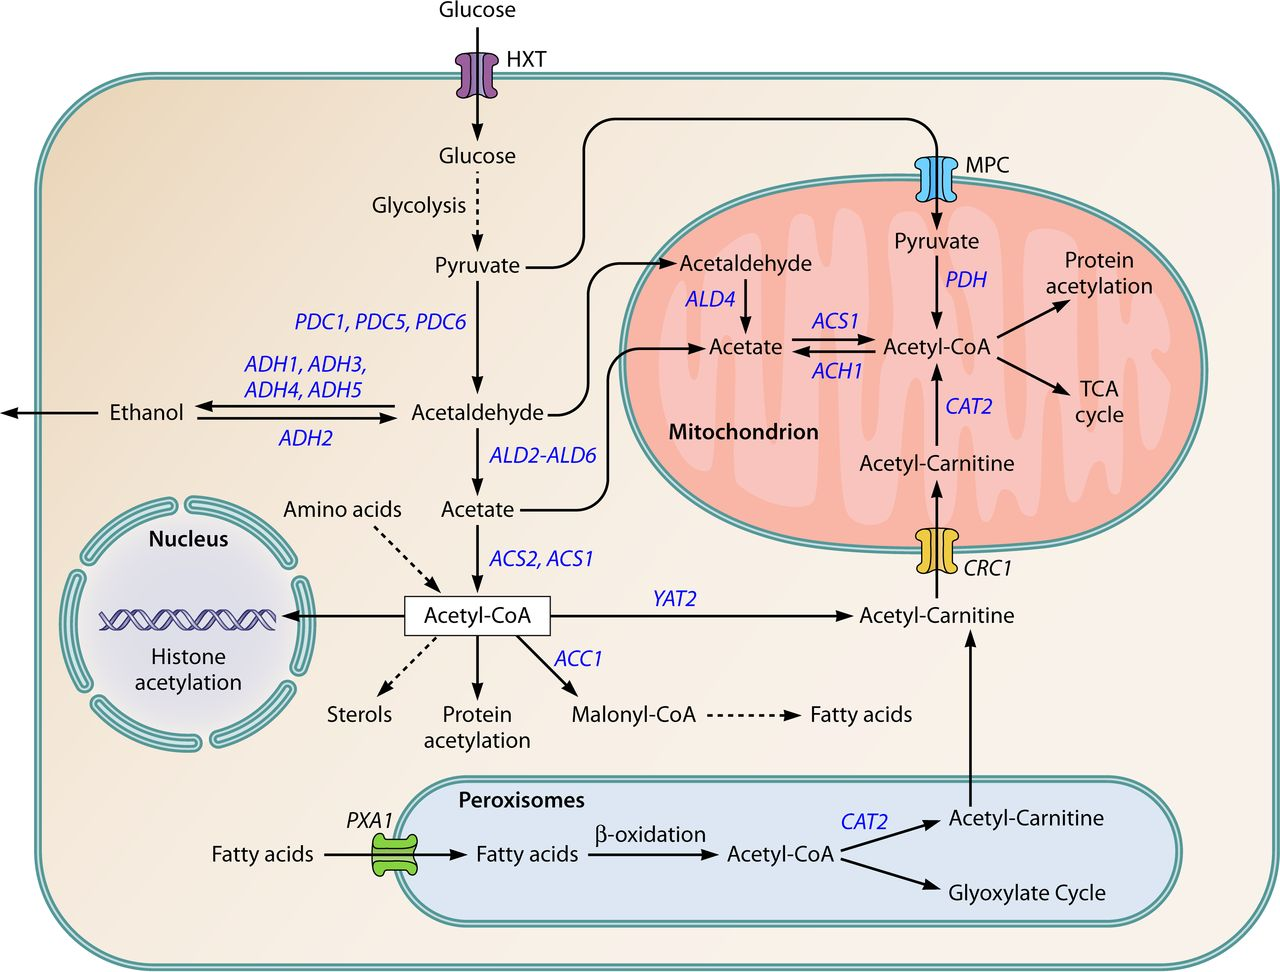 Glucose
HXT
Glucose
Glycolysis
Pyruvate
PDC1, PDC5, PDC6
ADH1, ADH3,
ADH4, ADH5
Ethanol
ADH2
Acetaldehyde
ALD2-ALD6
Acetate
Amino acids
ACS2, ACS1
Acetyl-CoA
YAT2
Acetyl-Carnitine
ACC1
Sterols
Protein
acetylation
Malonyl-CoA
Fatty acids
Nucleus
Histone
acetylation
MPC
Pyruvate
PDH
Acetaldehyde
ALD4
Acetate
ACS1
ACH1
Acetyl-CoA
Protein
acetylation
TCA
cycle
CAT2
Mitochondrion
Acetyl-Carnitine
CRC1
Peroxisomes
PXA1
Fatty acids
Fatty acids
β-oxidation
Acetyl-CoA
CAT2
Acetyl-Carnitine
Glyoxylate Cycle